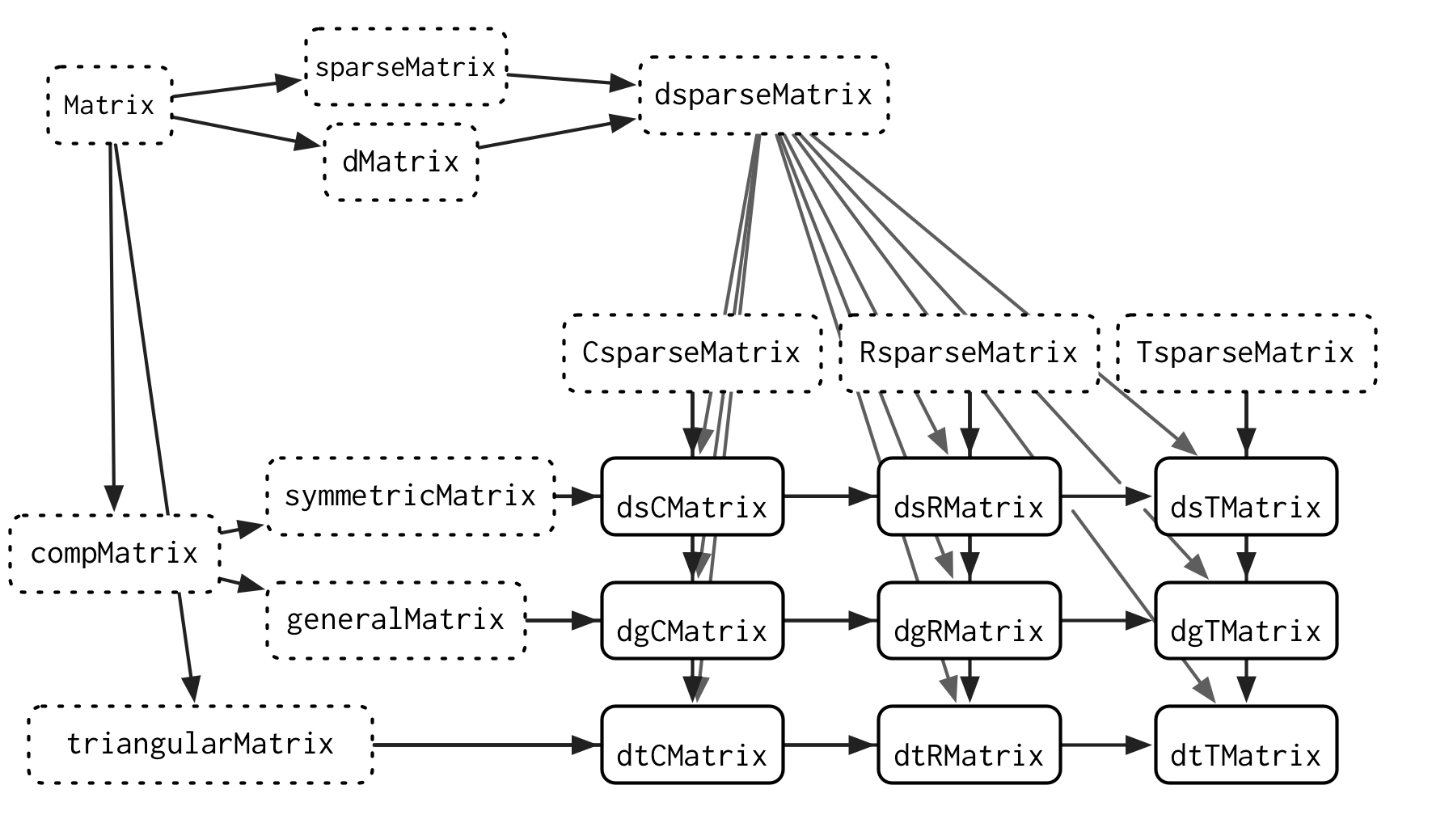 sparseMatrix
Matrix
dsparseMatrix
dMatrix
CsparseMatrix
RsparseMatrix
TsparseMatrix
symmetricMatrix
dsCMatrix
dsRMatrix
dsTMatrix
compMatrix
generalMatrix
dgCMatrix
dgRMatrix
dgTMatrix
triangularMatrix
dtCMatrix
dtRMatrix
dtTMatrix